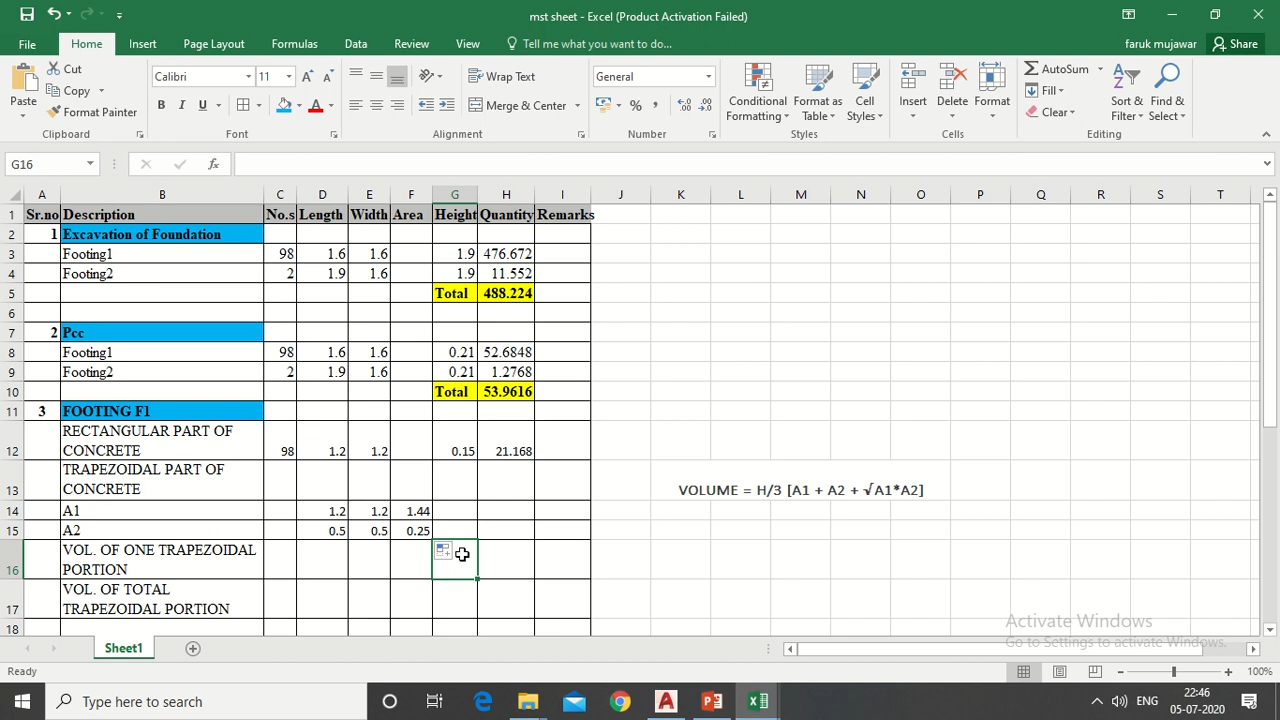 mst sheet - Excel (Product Activation Failed)
File Home Insert Page Layout Formulas Data Review View Tell me what you want to do... faruk mujawar Share
Cut
Copy
Format Painter
Paste
Calibri 11
B I U
A A
Wrap Text
Merge & Center
General
%
Conditional Formatting
Format as Table
Cell Styles
Insert
Delete
Format
AutoSum
Fill
Clear
Sort & Filter
Find & Select
Clipboard Font Alignment Number Styles Cells Editing
G16 fx
A B C D E F G H I J K L M N O P Q R S T
1 Sr.no Description No.s Length Width Area Height Quantity Remarks
2 1 Excavation of Foundation
3 Footing1 98 1.6 1.6 1.9 476.672
4 Footing2 2 1.9 1.6 1.9 11.552
5 Total 488.224
6
7 2 Pcc
8 Footing1 98 1.6 1.6 0.21 52.6848
9 Footing2 2 1.9 1.6 0.21 1.2768
10 Total 53.9616
11 3 FOOTING F1
RECTANGULAR PART OF
12 CONCRETE 98 1.2 1.2 0.15 21.168
TRAPEZOIDAL PART OF
13 CONCRETE
VOLUME = H/3 [A1 + A2 + √A1*A2]
14 A1 1.2 1.2 1.44
15 A2 0.5 0.5 0.25
VOL. OF ONE TRAPEZOIDAL
16 PORTION
VOL. OF TOTAL
17 TRAPEZOIDAL PORTION
18
Activate Windows
Go to Settings to activate Windows.
Sheet1
Ready 100%
Type here to search
ENG
22:46
05-07-2020